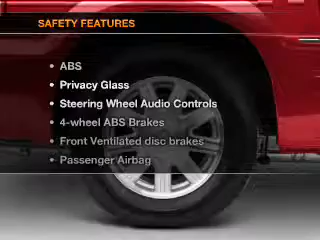 SAFETY FEATURES
• ABS
• Privacy Glass
• Steering Wheel Audio Controls
• 4-wheel ABS Brakes
• Front Ventilated disc brakes
• Passenger Airbag